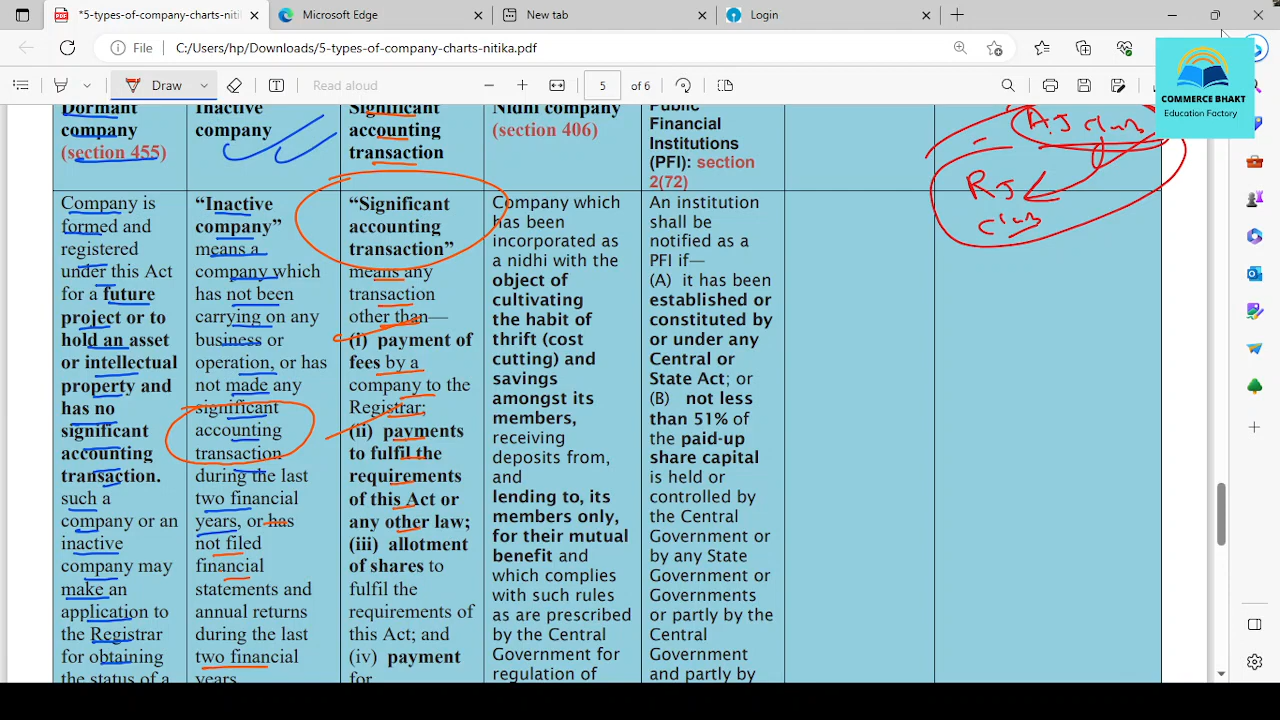 *5-types-of-company-charts-niti
Microsoft Edge
New tab
Login
File
C:/Users/hp/Downloads/5-types-of-company-charts-nitika.pdf
Draw
Read aloud
5
of 6
COMMERCE BHAKT
Education Factory
Dormant
company
(section 455)
Inactive
company
Significant
accounting
transaction
Nidhi company
(section 406)
Public
Financial
Institutions
(PFI): section
2(72)
Company is
formed and
registered
under this Act
for a future
project or to
hold an asset
or intellectual
property and
has no
significant
accounting
transaction.
such a
company or an
inactive
company may
make an
application to
the Registrar
for obtaining
the status of a
“Inactive
company”
means a
company which
has not been
carrying on any
business or
operation, or has
not made any
significant
accounting
transaction
during the last
two financial
years, or has
not filed
financial
statements and
annual returns
during the last
two financial
years.
“Significant
accounting
transaction”
means any
transaction
other than—
(i) payment of
fees by a
company to the
Registrar;
(ii) payments
to fulfil the
requirements
of this Act or
any other law;
(iii) allotment
of shares to
fulfil the
requirements of
this Act; and
(iv) payment
for
Company which
has been
incorporated as
a nidhi with the
object of
cultivating
the habit of
thrift (cost
cutting) and
savings
amongst its
members,
receiving
deposits from,
and
lending to, its
members only,
for their mutual
benefit and
which complies
with such rules
as are prescribed
by the Central
Government for
regulation of
An institution
shall be
notified as a
PFI if—
(A) it has been
established or
constituted by
or under any
Central or
State Act; or
(B) not less
than 51% of
the paid-up
share capital
is held or
controlled by
the Central
Government or
by any State
Government or
Governments
or partly by the
Central
Government
and partly by
RJ